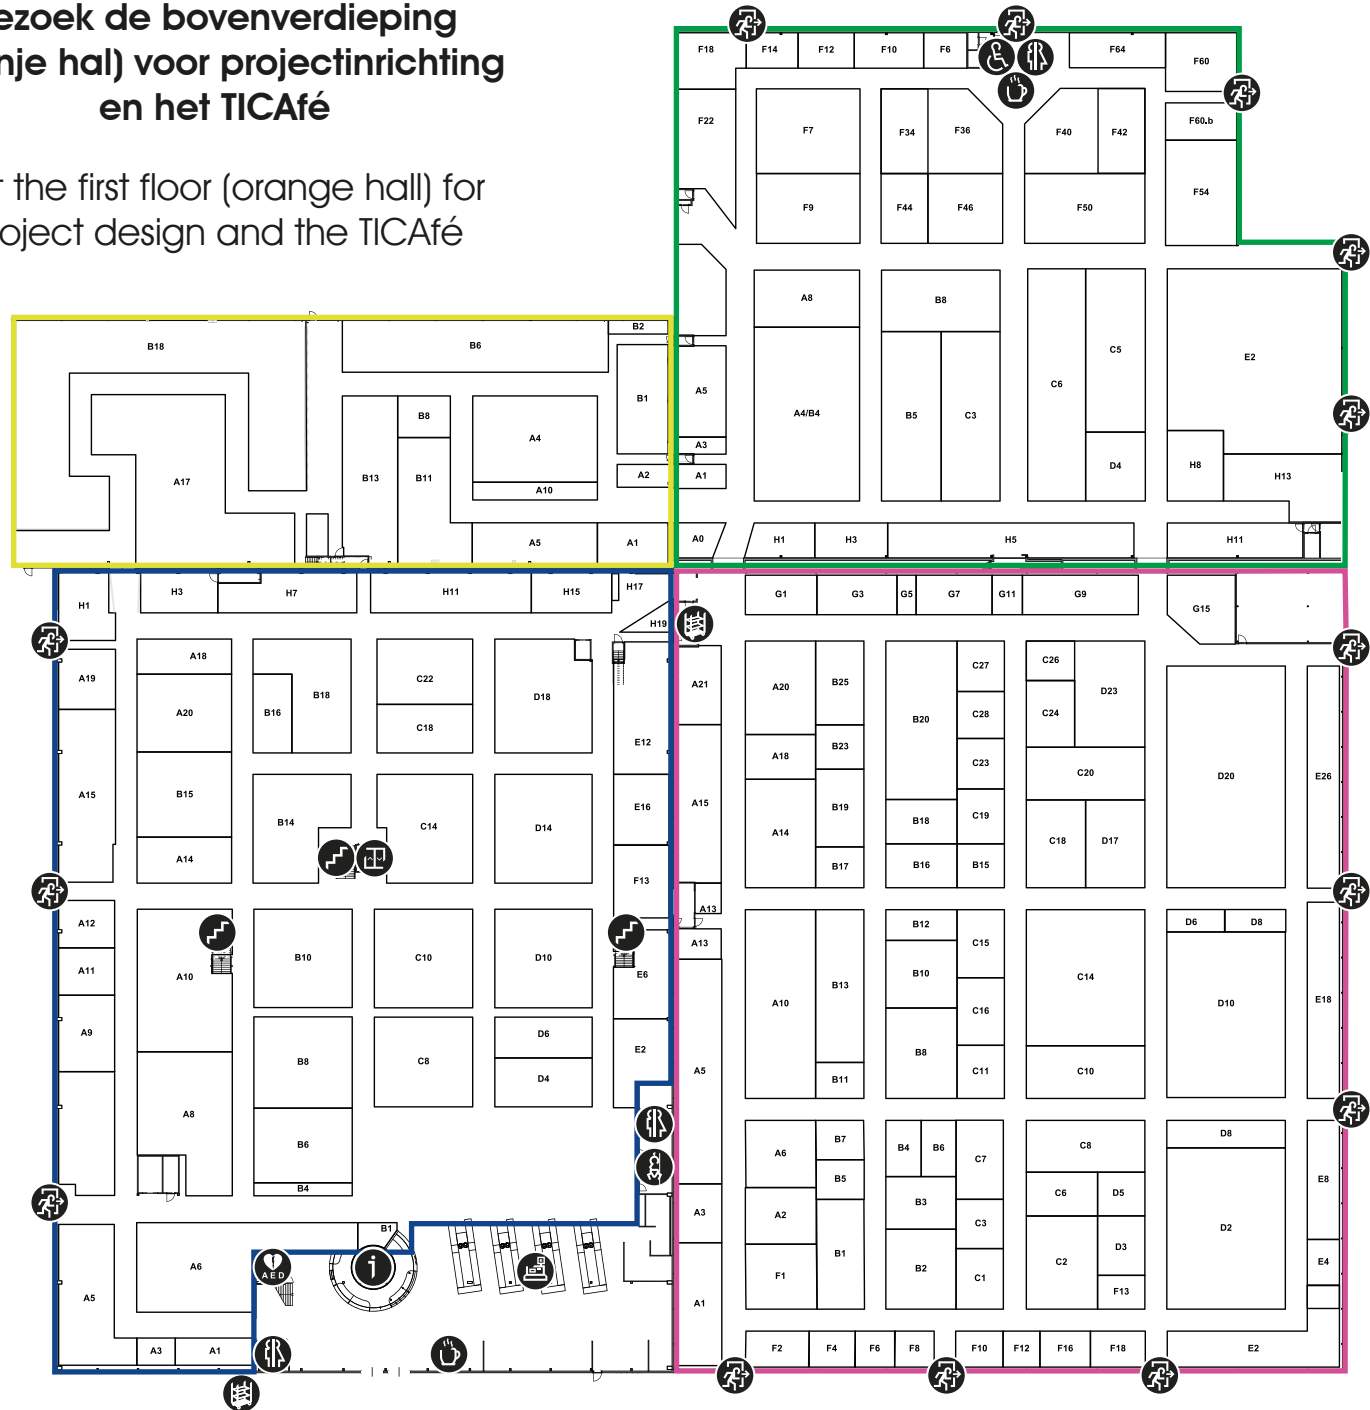 ezoek de bovenverdieping
nje hal) voor projectinrichting
en het TICAfé
the first floor (orange hall) for
oject design and the TICAfé
F18
F14
F12
F10
F6
F64
F60
F22
F7
F34
F36
F40
F42
F60.b
F54
F9
F44
F46
F50
A8
B8
C6
C5
E2
A5
A4/B4
B5
C3
A3
A1
D4
H8
H13
A0
H1
H3
H5
H11
B18
B6
B2
B1
B8
A4
A17
B13
B11
A2
A10
A5
A1
H1
H3
H7
H11
H15
H17
H19
A19
A18
A20
B16
B18
C22
C18
D18
E12
A15
B15
B14
C14
D14
E16
A14
F13
A12
A11
A10
B10
C10
D10
E6
A9
B8
C8
D6
D4
E2
A8
B6
B4
B1
A6
A5
A3
A1
AED
i
G1
G3
G5
G7
G11
G9
G15
A21
A20
B25
B20
C27
C26
C24
D23
C28
A18
B23
C23
C20
D20
E26
A15
A14
B19
B18
C19
C18
D17
B17
B16
B15
A13
A13
A10
B13
B12
B10
C15
C14
D6
D8
D10
E18
C16
A5
B11
B8
C11
C10
A6
B7
B5
B4
B6
C7
C8
D8
E8
A3
A2
B3
C3
C6
D5
D2
A1
F1
B1
B2
C1
C2
D3
E4
F13
F2
F4
F6
F8
F10
F12
F16
F18
E2